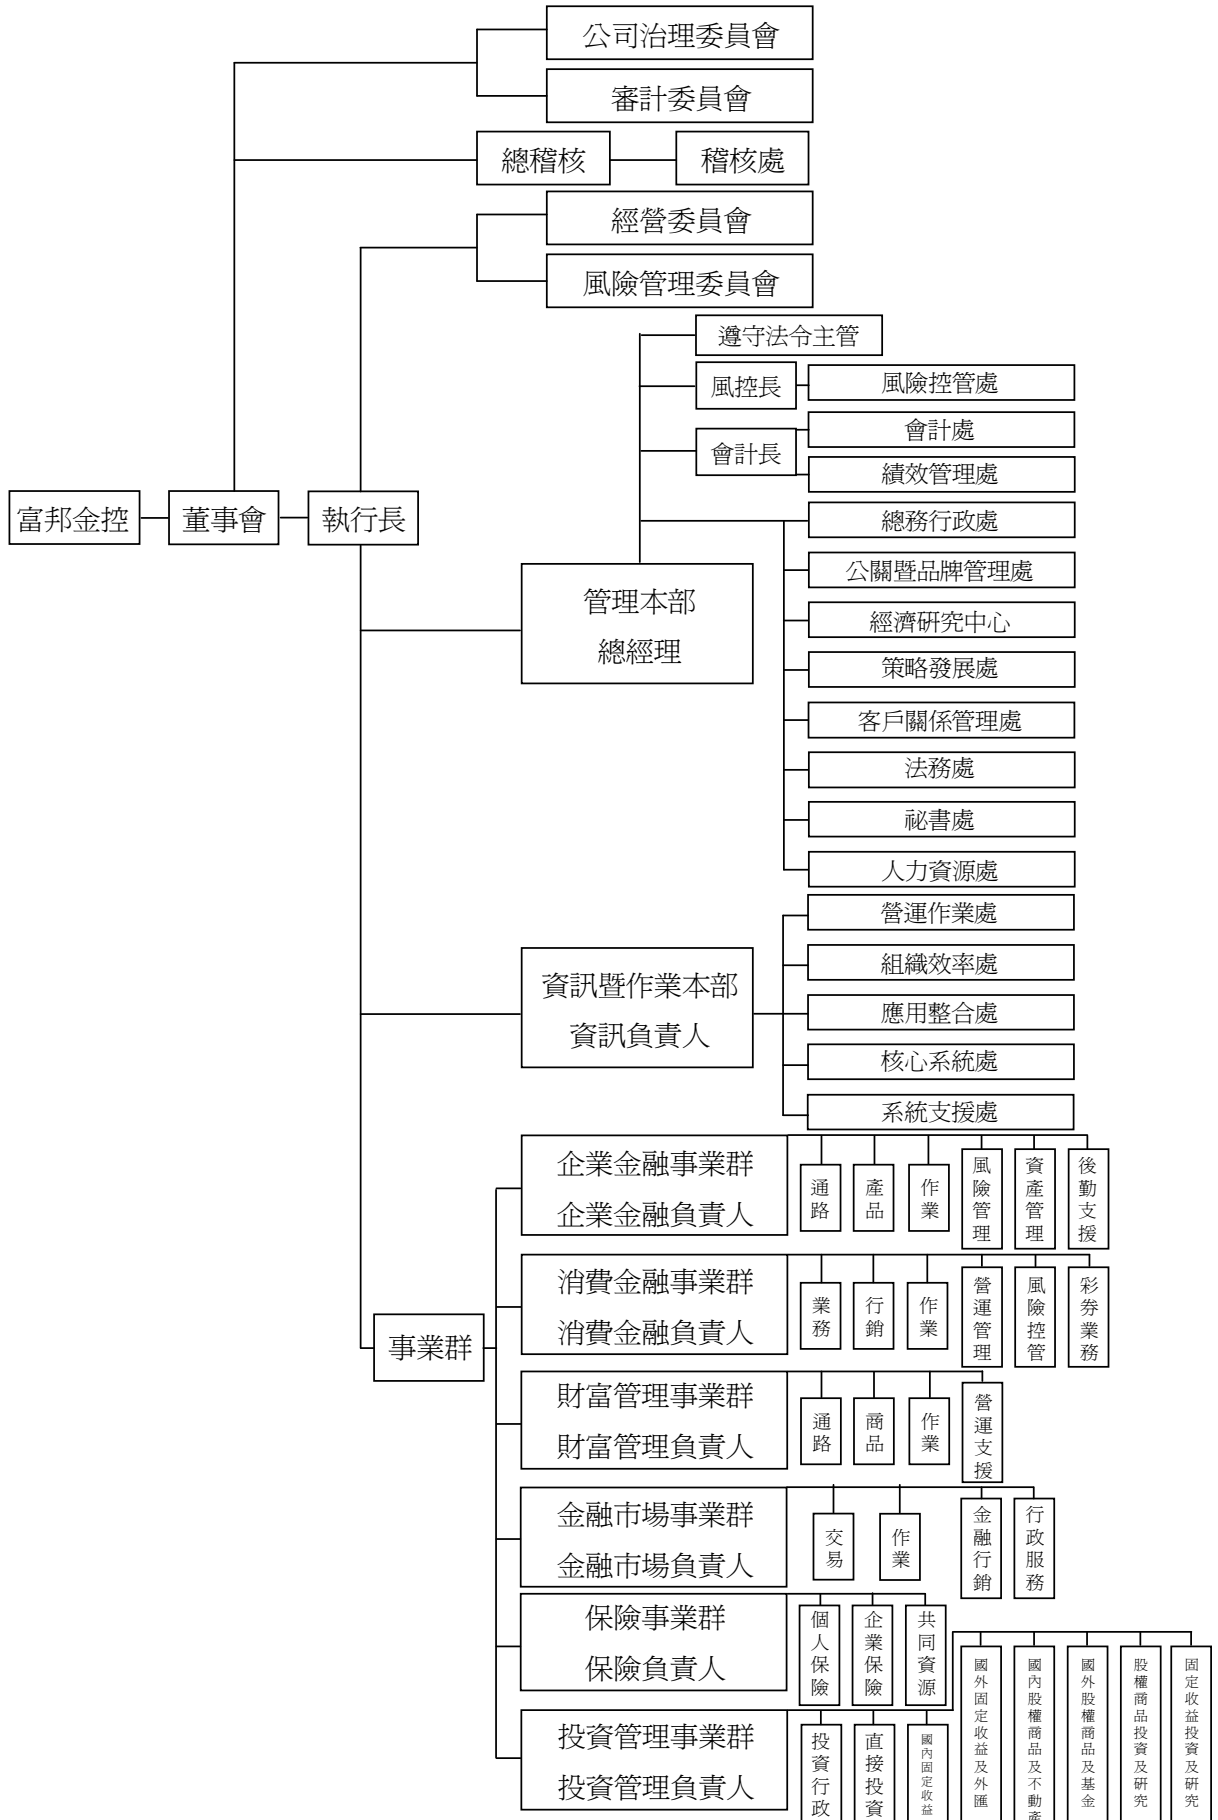 公司治理委員會
審計委員會
總稽核
稽核處
經營委員會
風險管理委員會
遵守法令主管
風控長
風險控管處
會計長
會計處
績效管理處
富邦金控
董事會
執行長
總務行政處
公關暨品牌管理處
經濟研究中心
策略發展處
客戶關係管理處
法務處
祕書處
人力資源處
管理本部
總經理
營運作業處
組織效率處
應用整合處
核心系統處
系統支援處
資訊暨作業本部
資訊負責人
事業群
企業金融事業群
企業金融負責人
通路
產品
作業
風險管理
資產管理
後勤支援
消費金融事業群
消費金融負責人
業務
行銷
作業
營運管理
風險控管
彩券業務
財富管理事業群
財富管理負責人
通路
商品
作業
營運支援
金融市場事業群
金融市場負責人
交易
作業
金融行銷
行政服務
保險事業群
保險負責人
個人保險
企業保險
共同資源
投資管理事業群
投資管理負責人
投資行政
直接投資
國內固定收益
國外固定收益及外匯
國內股權商品及不動產
國外股權商品及基金
股權商品投資及研究
固定收益投資及研究